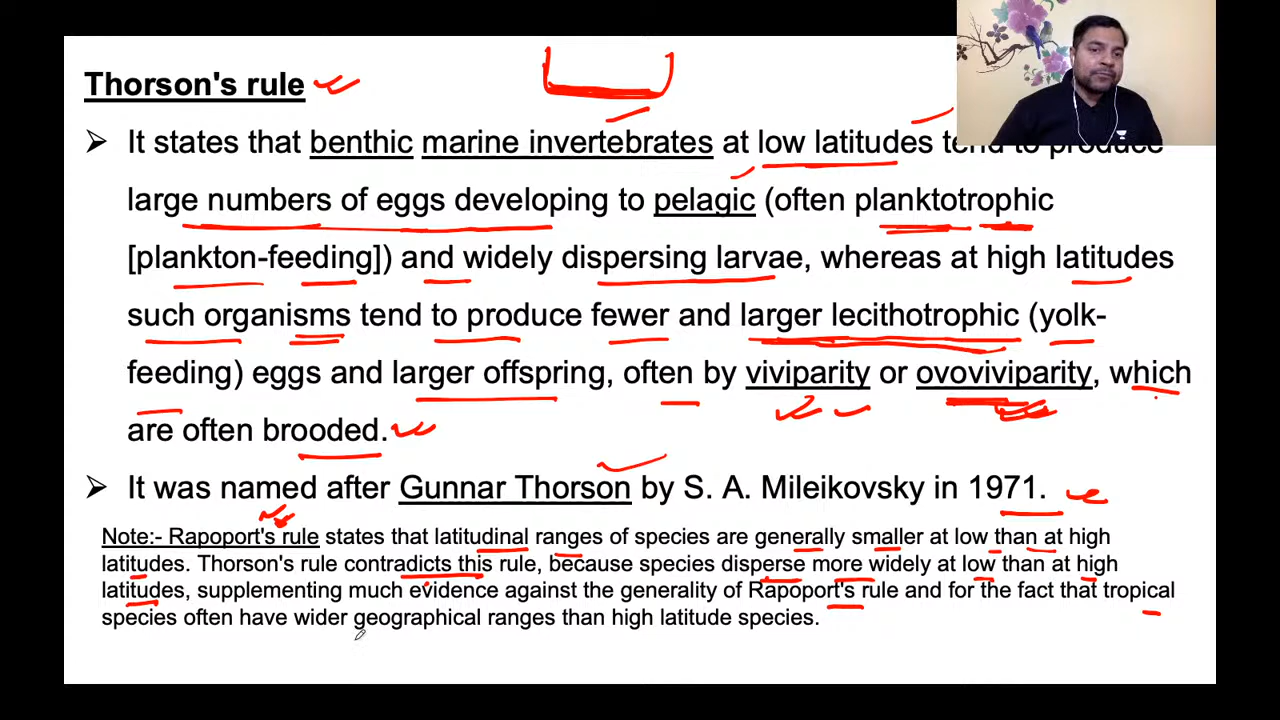 Thorson's rule
➢ It states that benthic marine invertebrates at low latitudes tend to produce
large numbers of eggs developing to pelagic (often planktotrophic
[plankton-feeding]) and widely dispersing larvae, whereas at high latitudes
such organisms tend to produce fewer and larger lecithotrophic (yolk-
feeding) eggs and larger offspring, often by viviparity or ovoviviparity, which
are often brooded.
➢ It was named after Gunnar Thorson by S. A. Mileikovsky in 1971.
Note:- Rapoport's rule states that latitudinal ranges of species are generally smaller at low than at high
latitudes. Thorson's rule contradicts this rule, because species disperse more widely at low than at high
latitudes, supplementing much evidence against the generality of Rapoport's rule and for the fact that tropical
species often have wider geographical ranges than high latitude species.